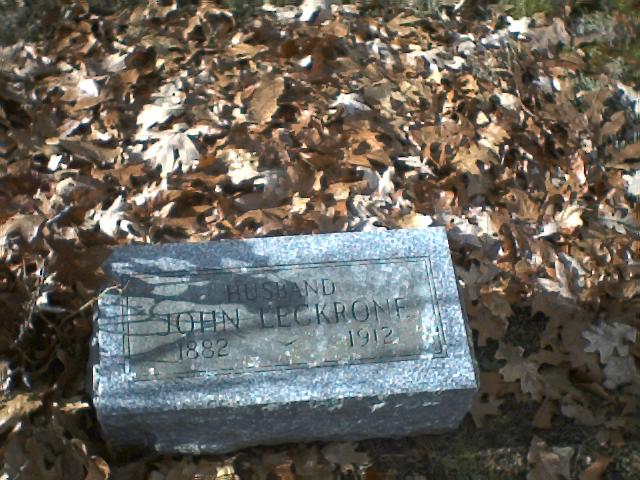 HUSBAND
JOHN LECKRONE
1882 1912